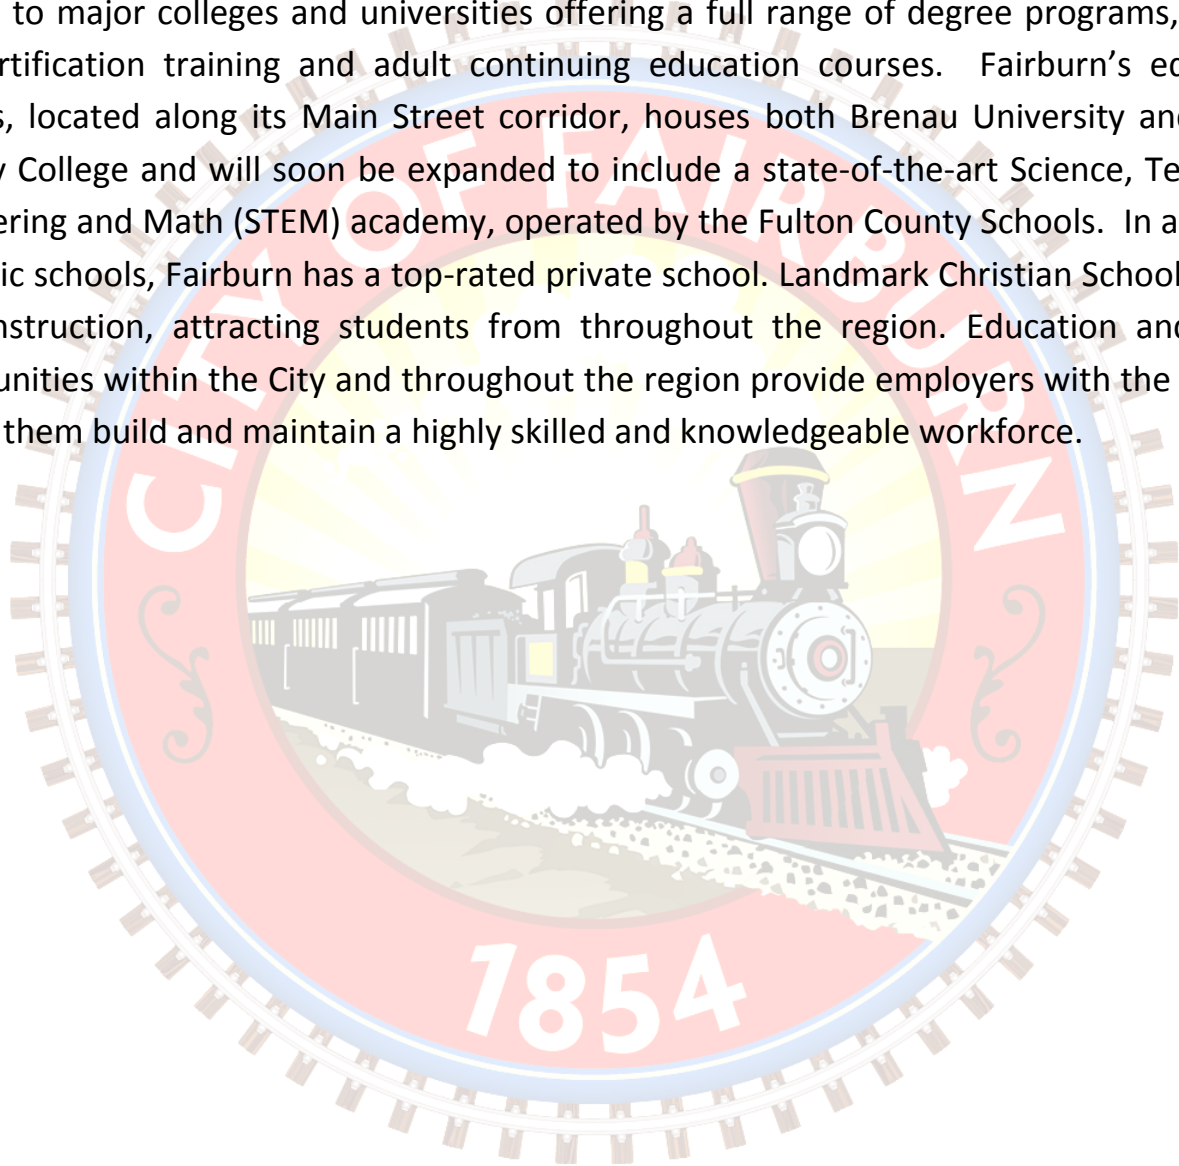 to major colleges and universities offering a full range of degree programs,
rtification training and adult continuing education courses. Fairburn’s ed
s, located along its Main Street corridor, houses both Brenau University and
y College and will soon be expanded to include a state-of-the-art Science, Te
ering and Math (STEM) academy, operated by the Fulton County Schools. In a
ic schools, Fairburn has a top-rated private school. Landmark Christian School
nstruction, attracting students from throughout the region. Education and
unities within the City and throughout the region provide employers with the
them build and maintain a highly skilled and knowledgeable workforce.
CITY OF FAIRBURN
1854